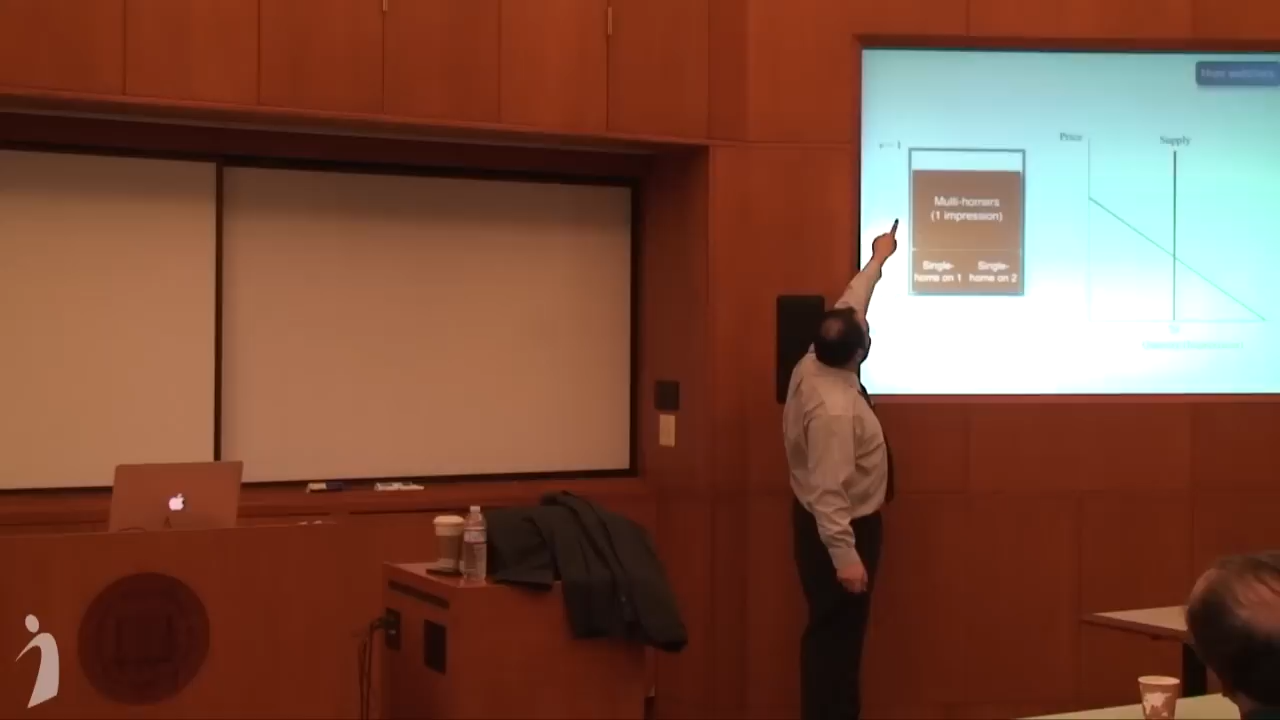 Price
Supply
Multi-homers
(1 impression)
Single-
home on 1
Single-
home on 2